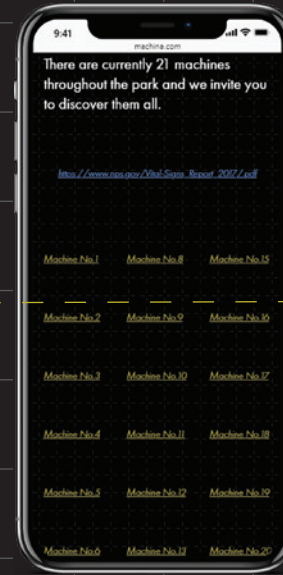 9:41
machina.com
There are currently 21 machines
throughout the park and we invite you
to discover them all.
https://www.nps.gov/Vital-Signs_Report_2017/.pdf
Machine No.1 Machine No.8 Machine No.15
Machine No.2 Machine No.9 Machine No.16
Machine No.3 Machine No.10 Machine No.17
Machine No.4 Machine No.11 Machine No.18
Machine No.5 Machine No.12 Machine No.19
Machine No.6 Machine No.13 Machine No.20